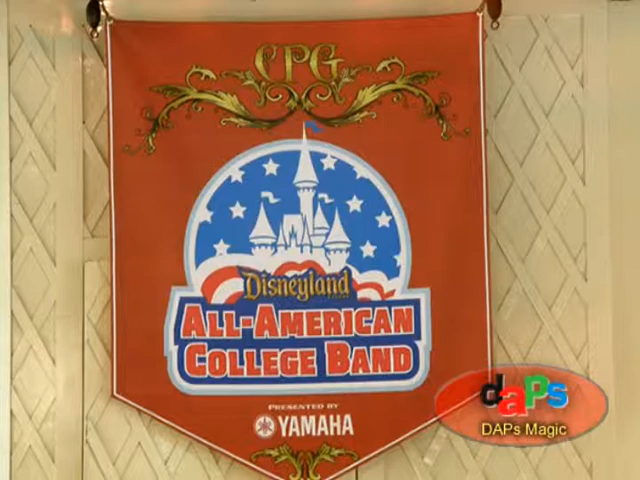 CPG
Disneyland
ALL-AMERICAN
COLLEGE BAND
PRESENTED BY
YAMAHA
daPs
DAPs Magic